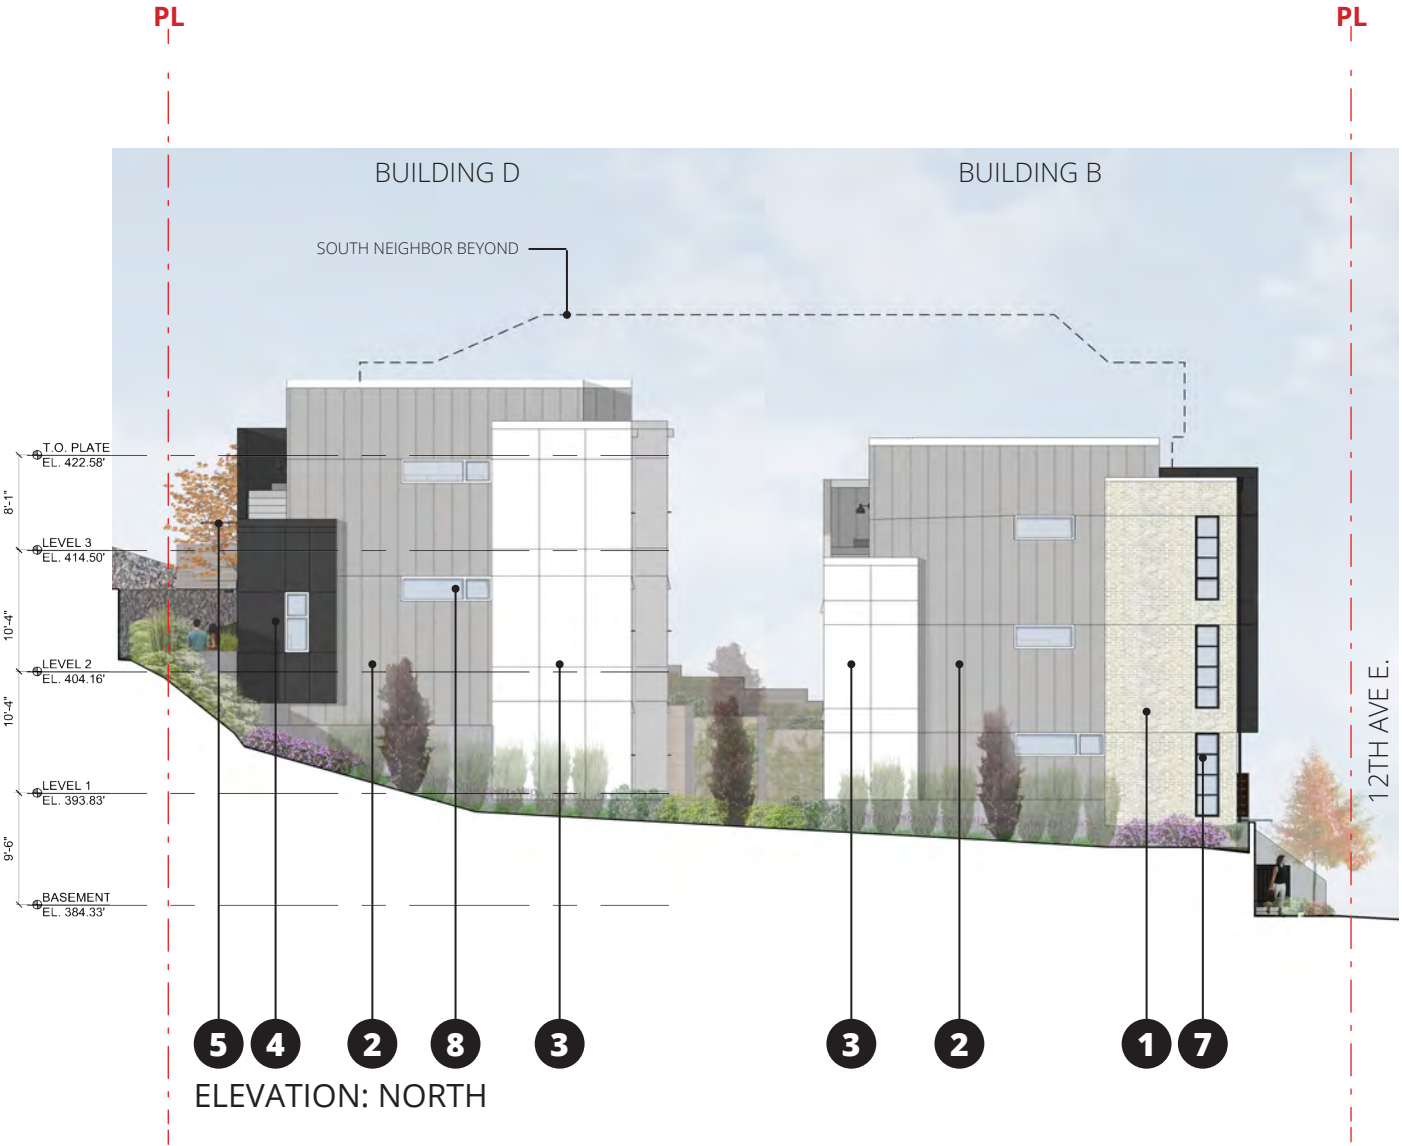 PL
PL
BUILDING D
BUILDING B
SOUTH NEIGHBOR BEYOND
T.O. PLATE
EL. 422.58'
8'-1"
LEVEL 3
EL. 414.50'
10'-4"
LEVEL 2
EL. 404.16'
10'-4"
LEVEL 1
EL. 393.83'
9'-6"
BASEMENT
EL. 384.33'
12TH AVE E.
5 4 2 8 3 3 2 1 7
ELEVATION: NORTH